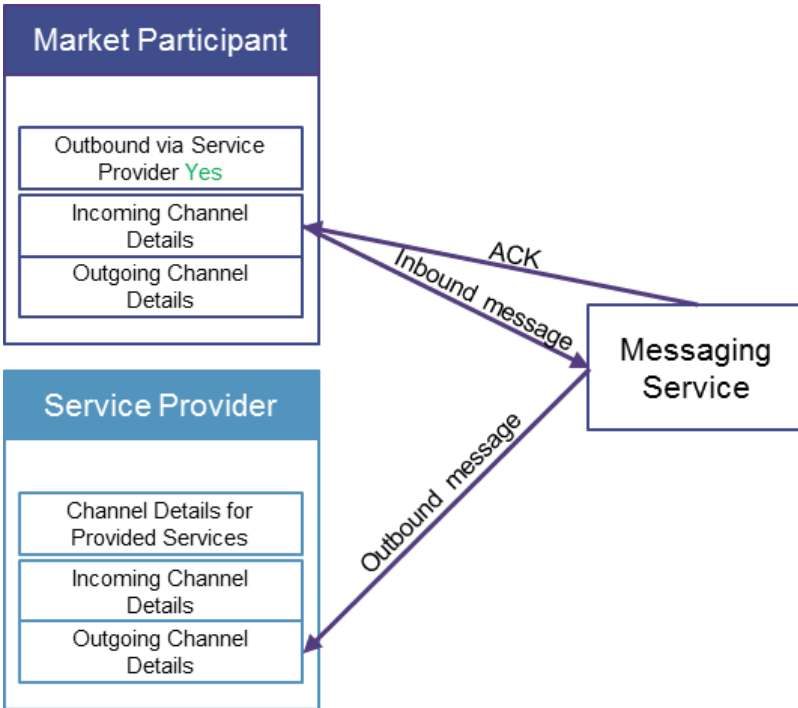 Market Participant
Outbound via Service
Provider Yes
Incoming Channel
Details
Outgoing Channel
Details
ACK
Inbound message
Messaging
Service
Outbound message
Service Provider
Channel Details for
Provided Services
Incoming Channel
Details
Outgoing Channel
Details